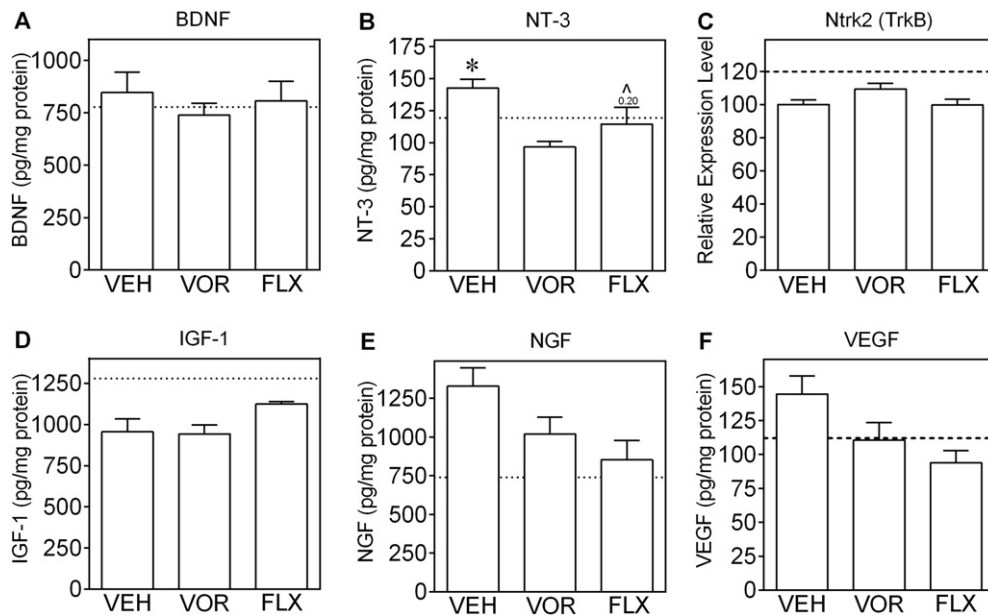 A
BDNF
BDNF (pg/mg protein)
1000
750
500
250
0
VEH VOR FLX
B
NT-3
NT-3 (pg/mg protein)
175
150
125
100
75
50
25
0
*
^
0.20
VEH VOR FLX
C
Ntrk2 (TrkB)
Relative Expression Level
120
100
80
60
40
20
0
VEH VOR FLX
D
IGF-1
IGF-1 (pg/mg protein)
1250
1000
750
500
250
0
VEH VOR FLX
E
NGF
NGF (pg/mg protein)
1250
1000
750
500
250
0
VEH VOR FLX
F
VEGF
VEGF (pg/mg protein)
150
125
100
75
50
25
0
VEH VOR FLX